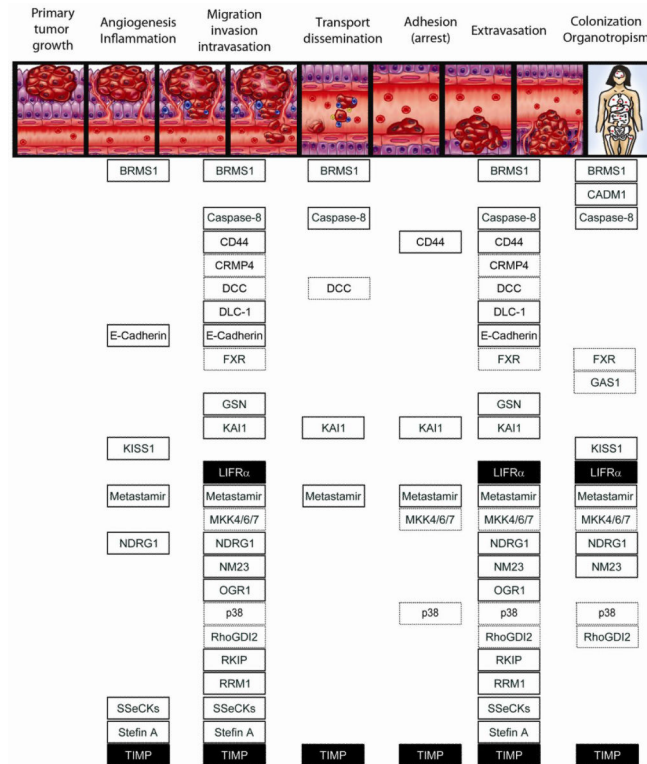 Primary
tumor
growth
Angiogenesis
Inflammation
Migration
invasion
intravasation
Transport
dissemination
Adhesion
(arrest)
Extravasation
Colonization
Organotropism
BRMS1 BRMS1 BRMS1 BRMS1 BRMS1
CADM1
Caspase-8 Caspase-8 Caspase-8 Caspase-8
CD44 CD44 CD44
CRMP4 CRMP4
DCC DCC DCC
DLC-1 DLC-1
E-Cadherin E-Cadherin E-Cadherin
FXR FXR FXR
GAS1
GSN GSN
KAI1 KAI1 KAI1 KAI1
KISS1 KISS1
LIFRα LIFRα LIFRα
Metastamir Metastamir Metastamir Metastamir Metastamir Metastamir
MKK4/6/7 MKK4/6/7 MKK4/6/7 MKK4/6/7
NDRG1 NDRG1 NDRG1 NDRG1
NM23 NM23 NM23
OGR1 OGR1
p38 p38 p38 p38
RhoGDI2 RhoGDI2 RhoGDI2
RKIP RKIP
RRM1 RRM1
SSeCKs SSeCKs SSeCKs
Stefin A Stefin A Stefin A
TIMP TIMP TIMP TIMP TIMP TIMP